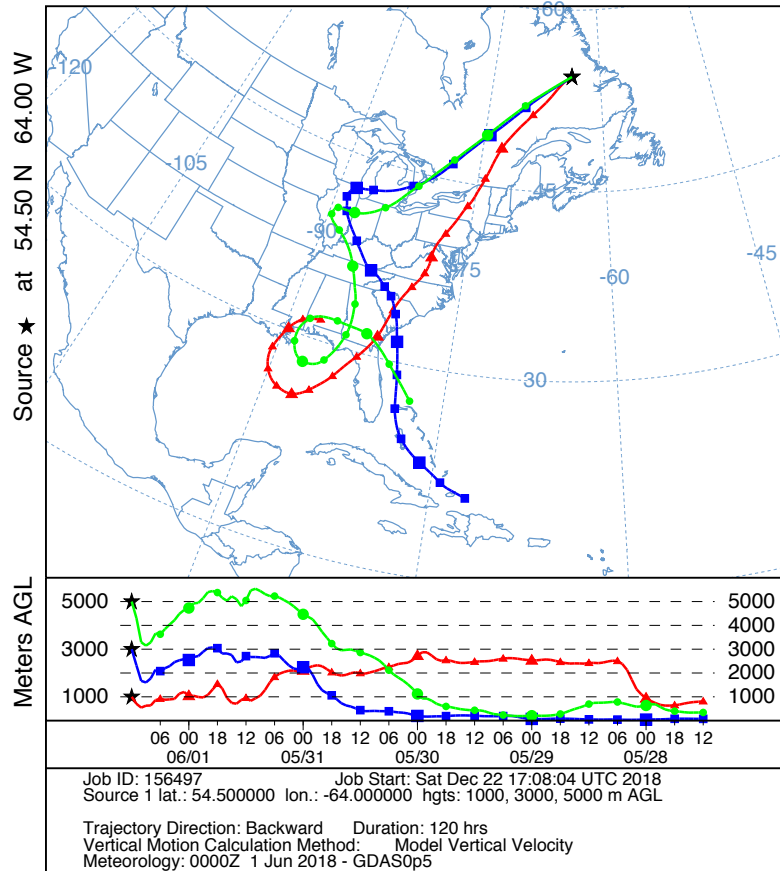 Source ★ at 54.50 N 64.00 W
-60
-120
-105
-90
-75
-60
-45
45
30
Meters AGL
5000 5000
4000 4000
3000 3000
2000
1000 1000
06 00 18 12 06 00 18 12 06 00 18 12 06 00 18 12 06 00 18 12
06/01 05/31 05/30 05/29 05/28
Job ID: 156497 Job Start: Sat Dec 22 17:08:04 UTC 2018
Source 1 lat.: 54.500000 lon.: -64.000000 hgts: 1000, 3000, 5000 m AGL
Trajectory Direction: Backward Duration: 120 hrs
Vertical Motion Calculation Method: Model Vertical Velocity
Meteorology: 0000Z 1 Jun 2018 - GDAS0p5